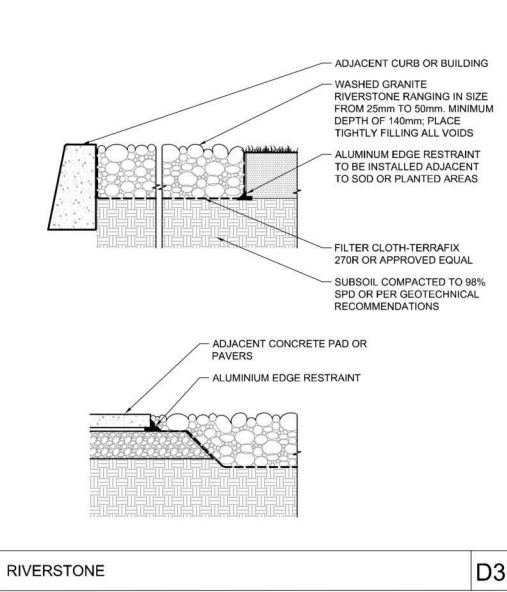 ADJACENT CURB OR BUILDING
WASHED GRANITE
RIVERSTONE RANGING IN SIZE
FROM 25mm TO 50mm. MINIMUM
DEPTH OF 140mm; PLACE
TIGHTLY FILLING ALL VOIDS
ALUMINUM EDGE RESTRAINT
TO BE INSTALLED ADJACENT
TO SOD OR PLANTED AREAS
FILTER CLOTH-TERRAFIX
270R OR APPROVED EQUAL
SUBSOIL COMPACTED TO 98%
SPD OR PER GEOTECHNICAL
RECOMMENDATIONS
ADJACENT CONCRETE PAD OR
PAVERS
ALUMINIUM EDGE RESTRAINT
RIVERSTONE
D3